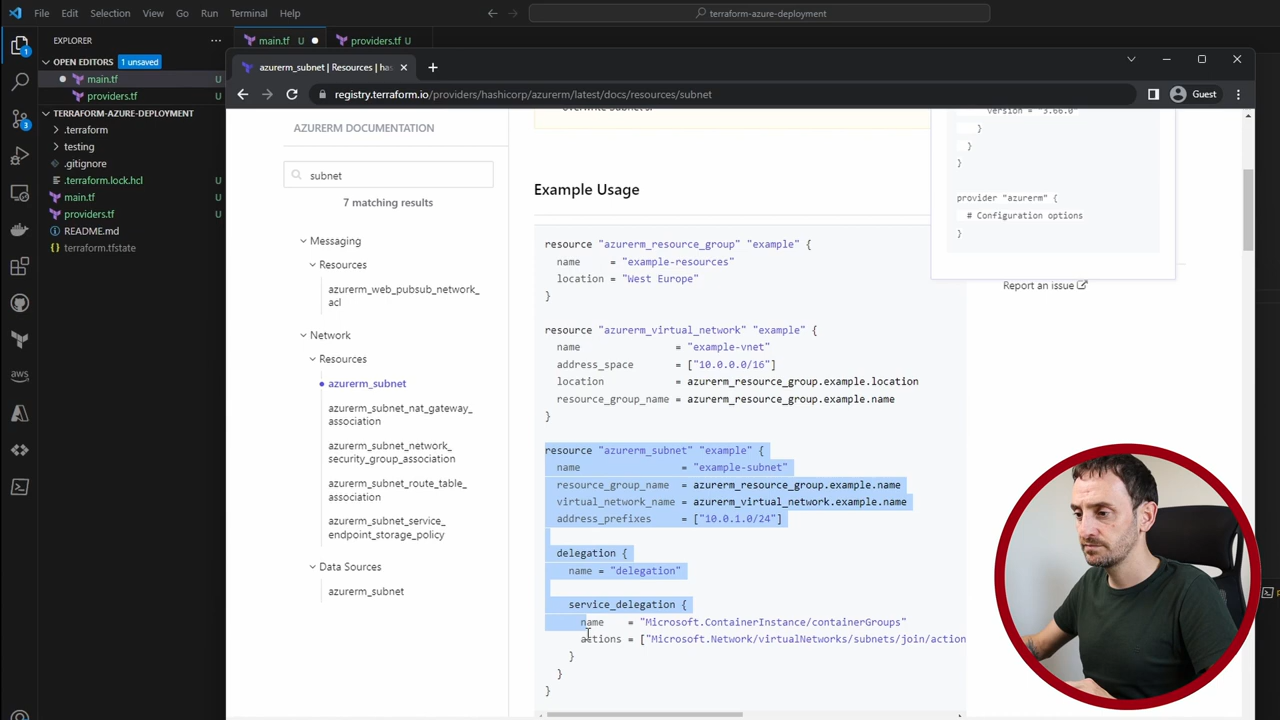 File Edit Selection View Go Run Terminal Help
terraform-azure-deployment
EXPLORER
OPEN EDITORS 1 unsaved
main.tf
providers.tf U
TERRAFORM-AZURE-DEPLOYMENT
.terraform
testing
.gitignore
.terraform.lock.hcl U
main.tf U
providers.tf U
README.md
terraform.tfstate
main.tf U
providers.tf U
azurerm_subnet | Resources | has
registry.terraform.io/providers/hashicorp/azurerm/latest/docs/resources/subnet
Guest
AZURERM DOCUMENTATION
subnet
7 matching results
Messaging
Resources
azurerm_web_pubsub_network_
acl
Network
Resources
azurerm_subnet
azurerm_subnet_nat_gateway_
association
azurerm_subnet_network_
security_group_association
azurerm_subnet_route_table_
association
azurerm_subnet_service_
endpoint_storage_policy
Data Sources
azurerm_subnet
Example Usage
resource "azurerm_resource_group" "example" {
name = "example-resources"
location = "West Europe"
}
resource "azurerm_virtual_network" "example" {
name = "example-vnet"
address_space = ["10.0.0.0/16"]
location = azurerm_resource_group.example.location
resource_group_name = azurerm_resource_group.example.name
}
resource "azurerm_subnet" "example" {
name = "example-subnet"
resource_group_name = azurerm_resource_group.example.name
virtual_network_name = azurerm_virtual_network.example.name
address_prefixes = ["10.0.1.0/24"]
delegation {
name = "delegation"
service_delegation {
name = "Microsoft.ContainerInstance/containerGroups"
actions = ["Microsoft.Network/virtualNetworks/subnets/join/action
}
}
}
version = "3.66.0"
}
}
}
provider "azurerm" {
# Configuration options
}
Report an issue
aws